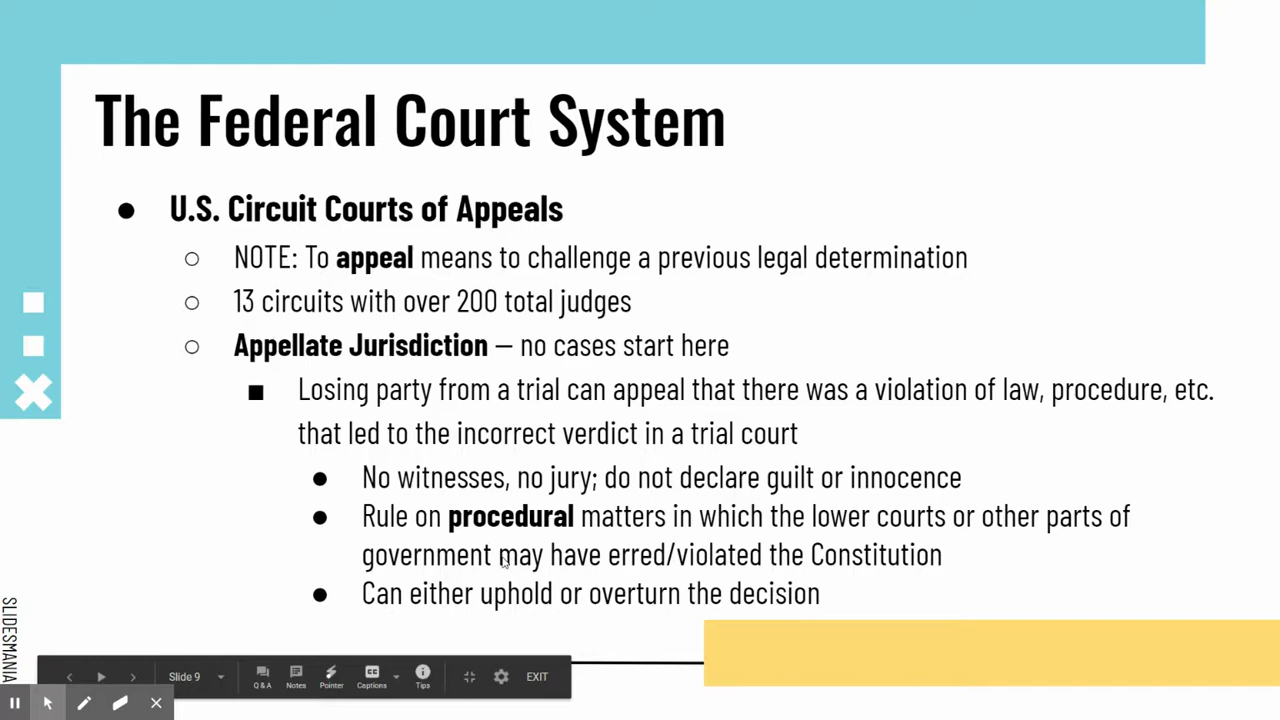 The Federal Court System
● U.S. Circuit Courts of Appeals
○ NOTE: To appeal means to challenge a previous legal determination
○ 13 circuits with over 200 total judges
○ Appellate Jurisdiction – no cases start here
■ Losing party from a trial can appeal that there was a violation of law, procedure, etc.
that led to the incorrect verdict in a trial court
● No witnesses, no jury; do not declare guilt or innocence
● Rule on procedural matters in which the lower courts or other parts of
government may have erred/violated the Constitution
● Can either uphold or overturn the decision
SLIDESMANIA
Slide 9
Q & A
Notes
Pointer
CC
Captions
Tips
EXIT